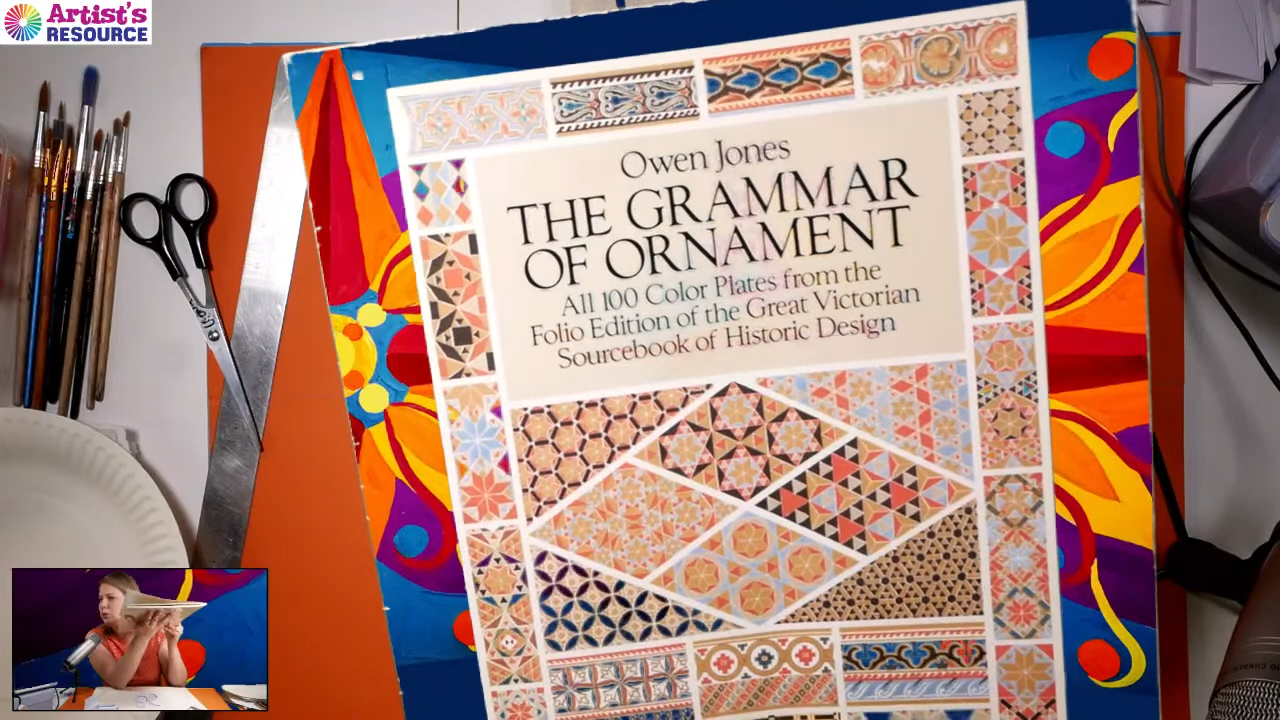 Artist's
RESOURCE
Owen Jones
THE GRAMMAR
OF ORNAMENT
All 100 Color Plates from the
Folio Edition of the Great Victorian
Sourcebook of Historic Design